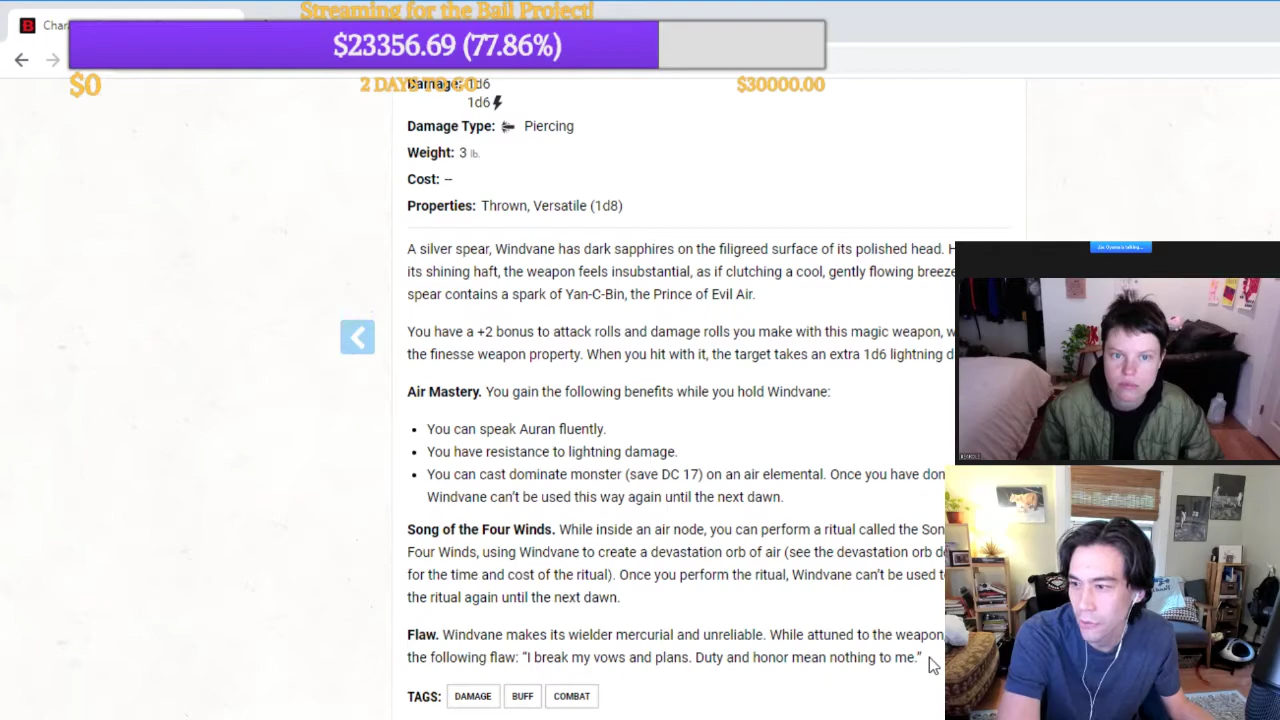 Streaming for the Bail Project!
Char
$23356.69 (77.86%)
$0
2 DAYS TO GO
$30000.00
Damage: 1d6
1d6
Damage Type: Piercing
Weight: 3 lb.
Cost: --
Properties: Thrown, Versatile (1d8)
A silver spear, Windvane has dark sapphires on the filigreed surface of its polished head. H
its shining haft, the weapon feels insubstantial, as if clutching a cool, gently flowing breeze
spear contains a spark of Yan-C-Bin, the Prince of Evil Air.
You have a +2 bonus to attack rolls and damage rolls you make with this magic weapon, w
the finesse weapon property. When you hit with it, the target takes an extra 1d6 lightning d
Air Mastery. You gain the following benefits while you hold Windvane:
• You can speak Auran fluently.
• You have resistance to lightning damage.
• You can cast dominate monster (save DC 17) on an air elemental. Once you have don
Windvane can't be used this way again until the next dawn.
Song of the Four Winds. While inside an air node, you can perform a ritual called the Son
Four Winds, using Windvane to create a devastation orb of air (see the devastation orb de
for the time and cost of the ritual). Once you perform the ritual, Windvane can't be used t
the ritual again until the next dawn.
Flaw. Windvane makes its wielder mercurial and unreliable. While attuned to the weapon,
the following flaw: “I break my vows and plans. Duty and honor mean nothing to me.”
TAGS: DAMAGE BUFF COMBAT